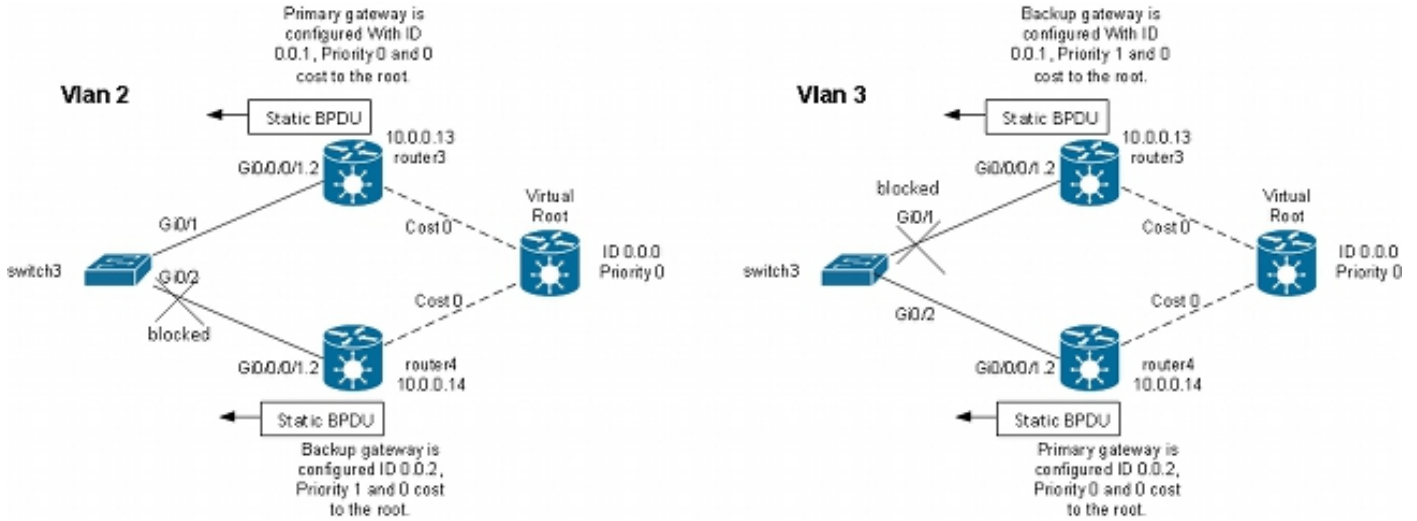 Primary gateway is
configured With ID
0.0.1, Priority 0 and 0
cost to the root.
Vlan 2
Static BPDU
10.0.0.13
router3
Gi0/0/0/1.2
Virtual
Root
Gi0/1
Cost 0
ID 0.0.0
Priority 0
switch3
Gi0/2
Cost 0
blocked
Gi0/0/0/1.2
router4
10.0.0.14
Static BPDU
Backup gateway is
configured ID 0.0.2,
Priority 1 and 0 cost
to the root.
Backup gateway is
configured With ID
0.0.1, Priority 1 and 0
cost to the root.
Vlan 3
Static BPDU
10.0.0.13
router3
Gi0/0/0/1.2
blocked
Virtual
Root
Gi0/1
Cost 0
ID 0.0.0
Priority 0
switch3
Cost 0
Gi0/2
Gi0/0/0/1.2
router4
10.0.0.14
Static BPDU
Primary gateway is
configured ID 0.0.2,
Priority 0 and 0 cost
to the root.